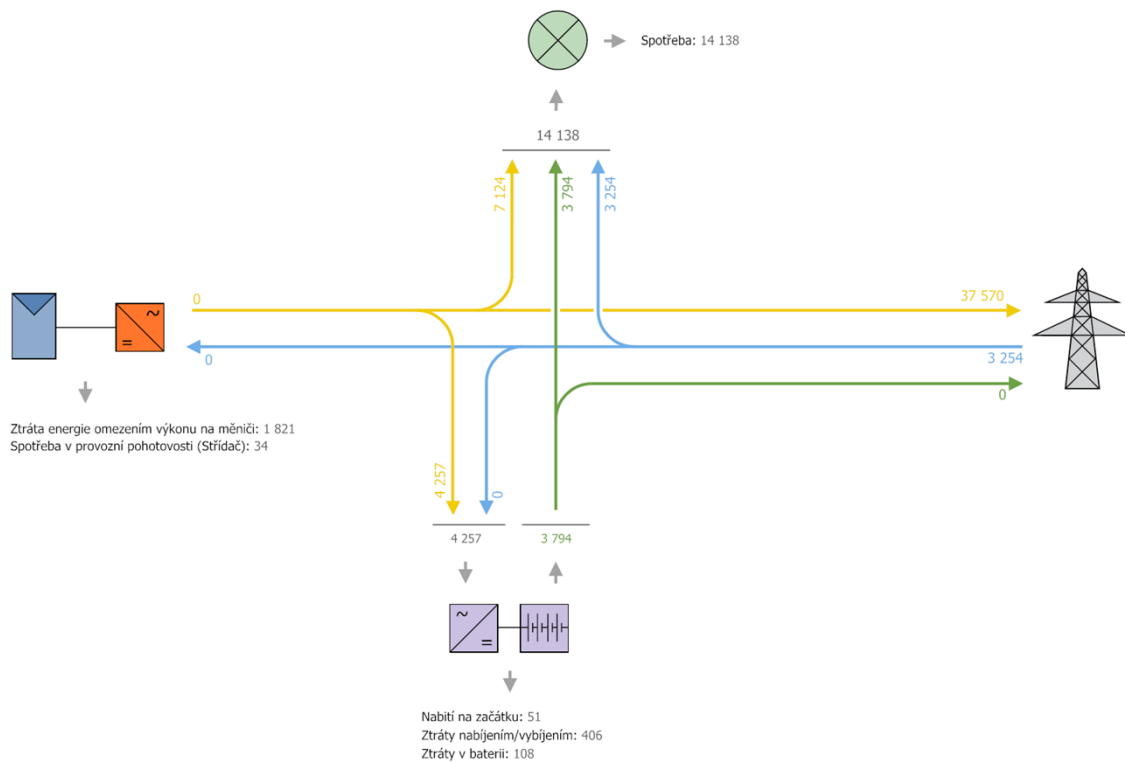 Spotřeba: 14 138
14 138
7 124
3 794
3 254
0
37 570
0
3 254
0
Ztráta energie omezením výkonu na měniči: 1 821
Spotřeba v provozní pohotovosti (Střídač): 34
4 257
0
4 257
3 794
Nabití na začátku: 51
Ztráty nabíjením/vybíjením: 406
Ztráty v baterii: 108